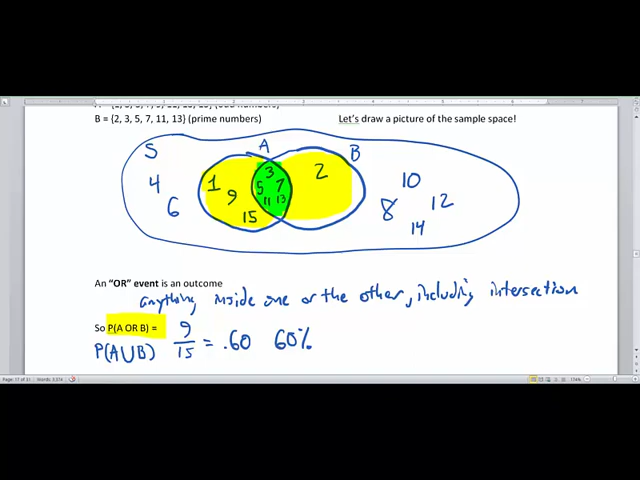 B = {2, 3, 5, 7, 11, 13} (prime numbers) Let's draw a picture of the sample space!
S A B
4 6 1 9 15 3 5 7 11 13 2 10 8 12 14
An "OR" event is an outcome
anything inside one or the other, including intersection
So P(A OR B) = 9/15 = .60 60%
P(A∪B)